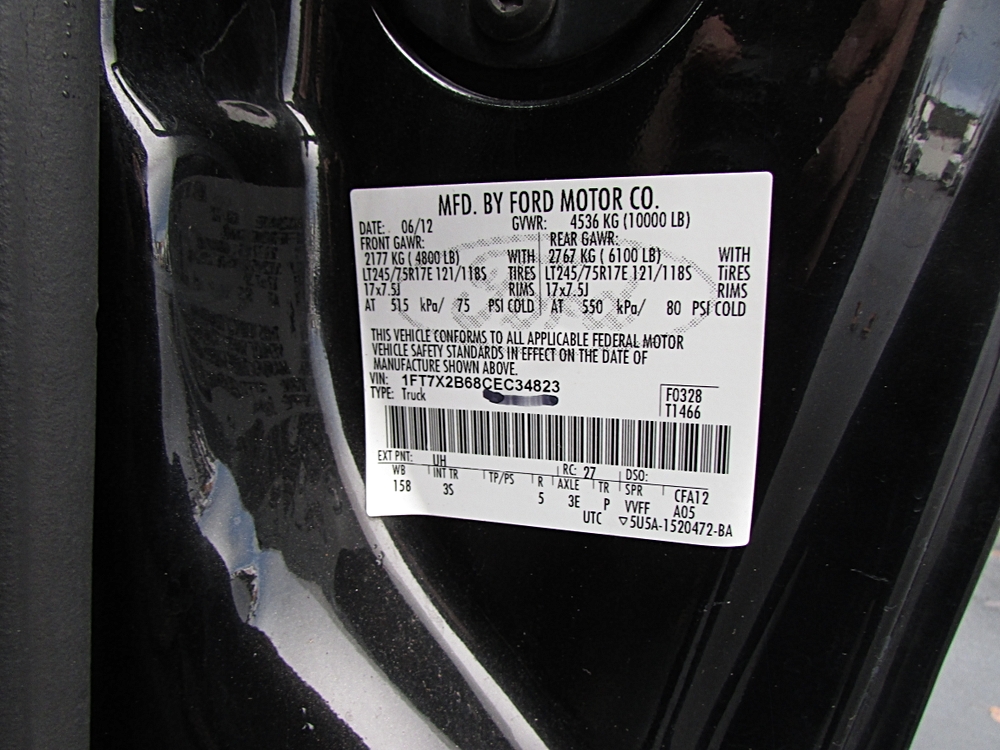 MFD. BY FORD MOTOR CO.
DATE: 06/12 GVWR: 4536 KG (10000 LB)
FRONT GAWR: REAR GAWR:
2177 KG ( 4800 LB) WITH 2767 KG ( 6100 LB) WITH
LT245/75R17E 121/118S TIRES LT245/75R17E 121/118S TIRES
17x7.5J RIMS 17x7.5J RIMS
AT 515 kPa/ 75 PSI COLD AT 550 kPa/ 80 PSI COLD
THIS VEHICLE CONFORMS TO ALL APPLICABLE FEDERAL MOTOR
VEHICLE SAFETY STANDARDS IN EFFECT ON THE DATE OF
MANUFACTURE SHOWN ABOVE.
VIN: 1FT7X2B68CEC34823
TYPE: Truck
F0328
T1466
EXT PNT: UH RC: 27 DSO:
WB INT TR TP/PS R AXLE TR SPR CFA12
158 3S 5 3E P VVFF A05
UTC ▽5U5A-1520472-BA